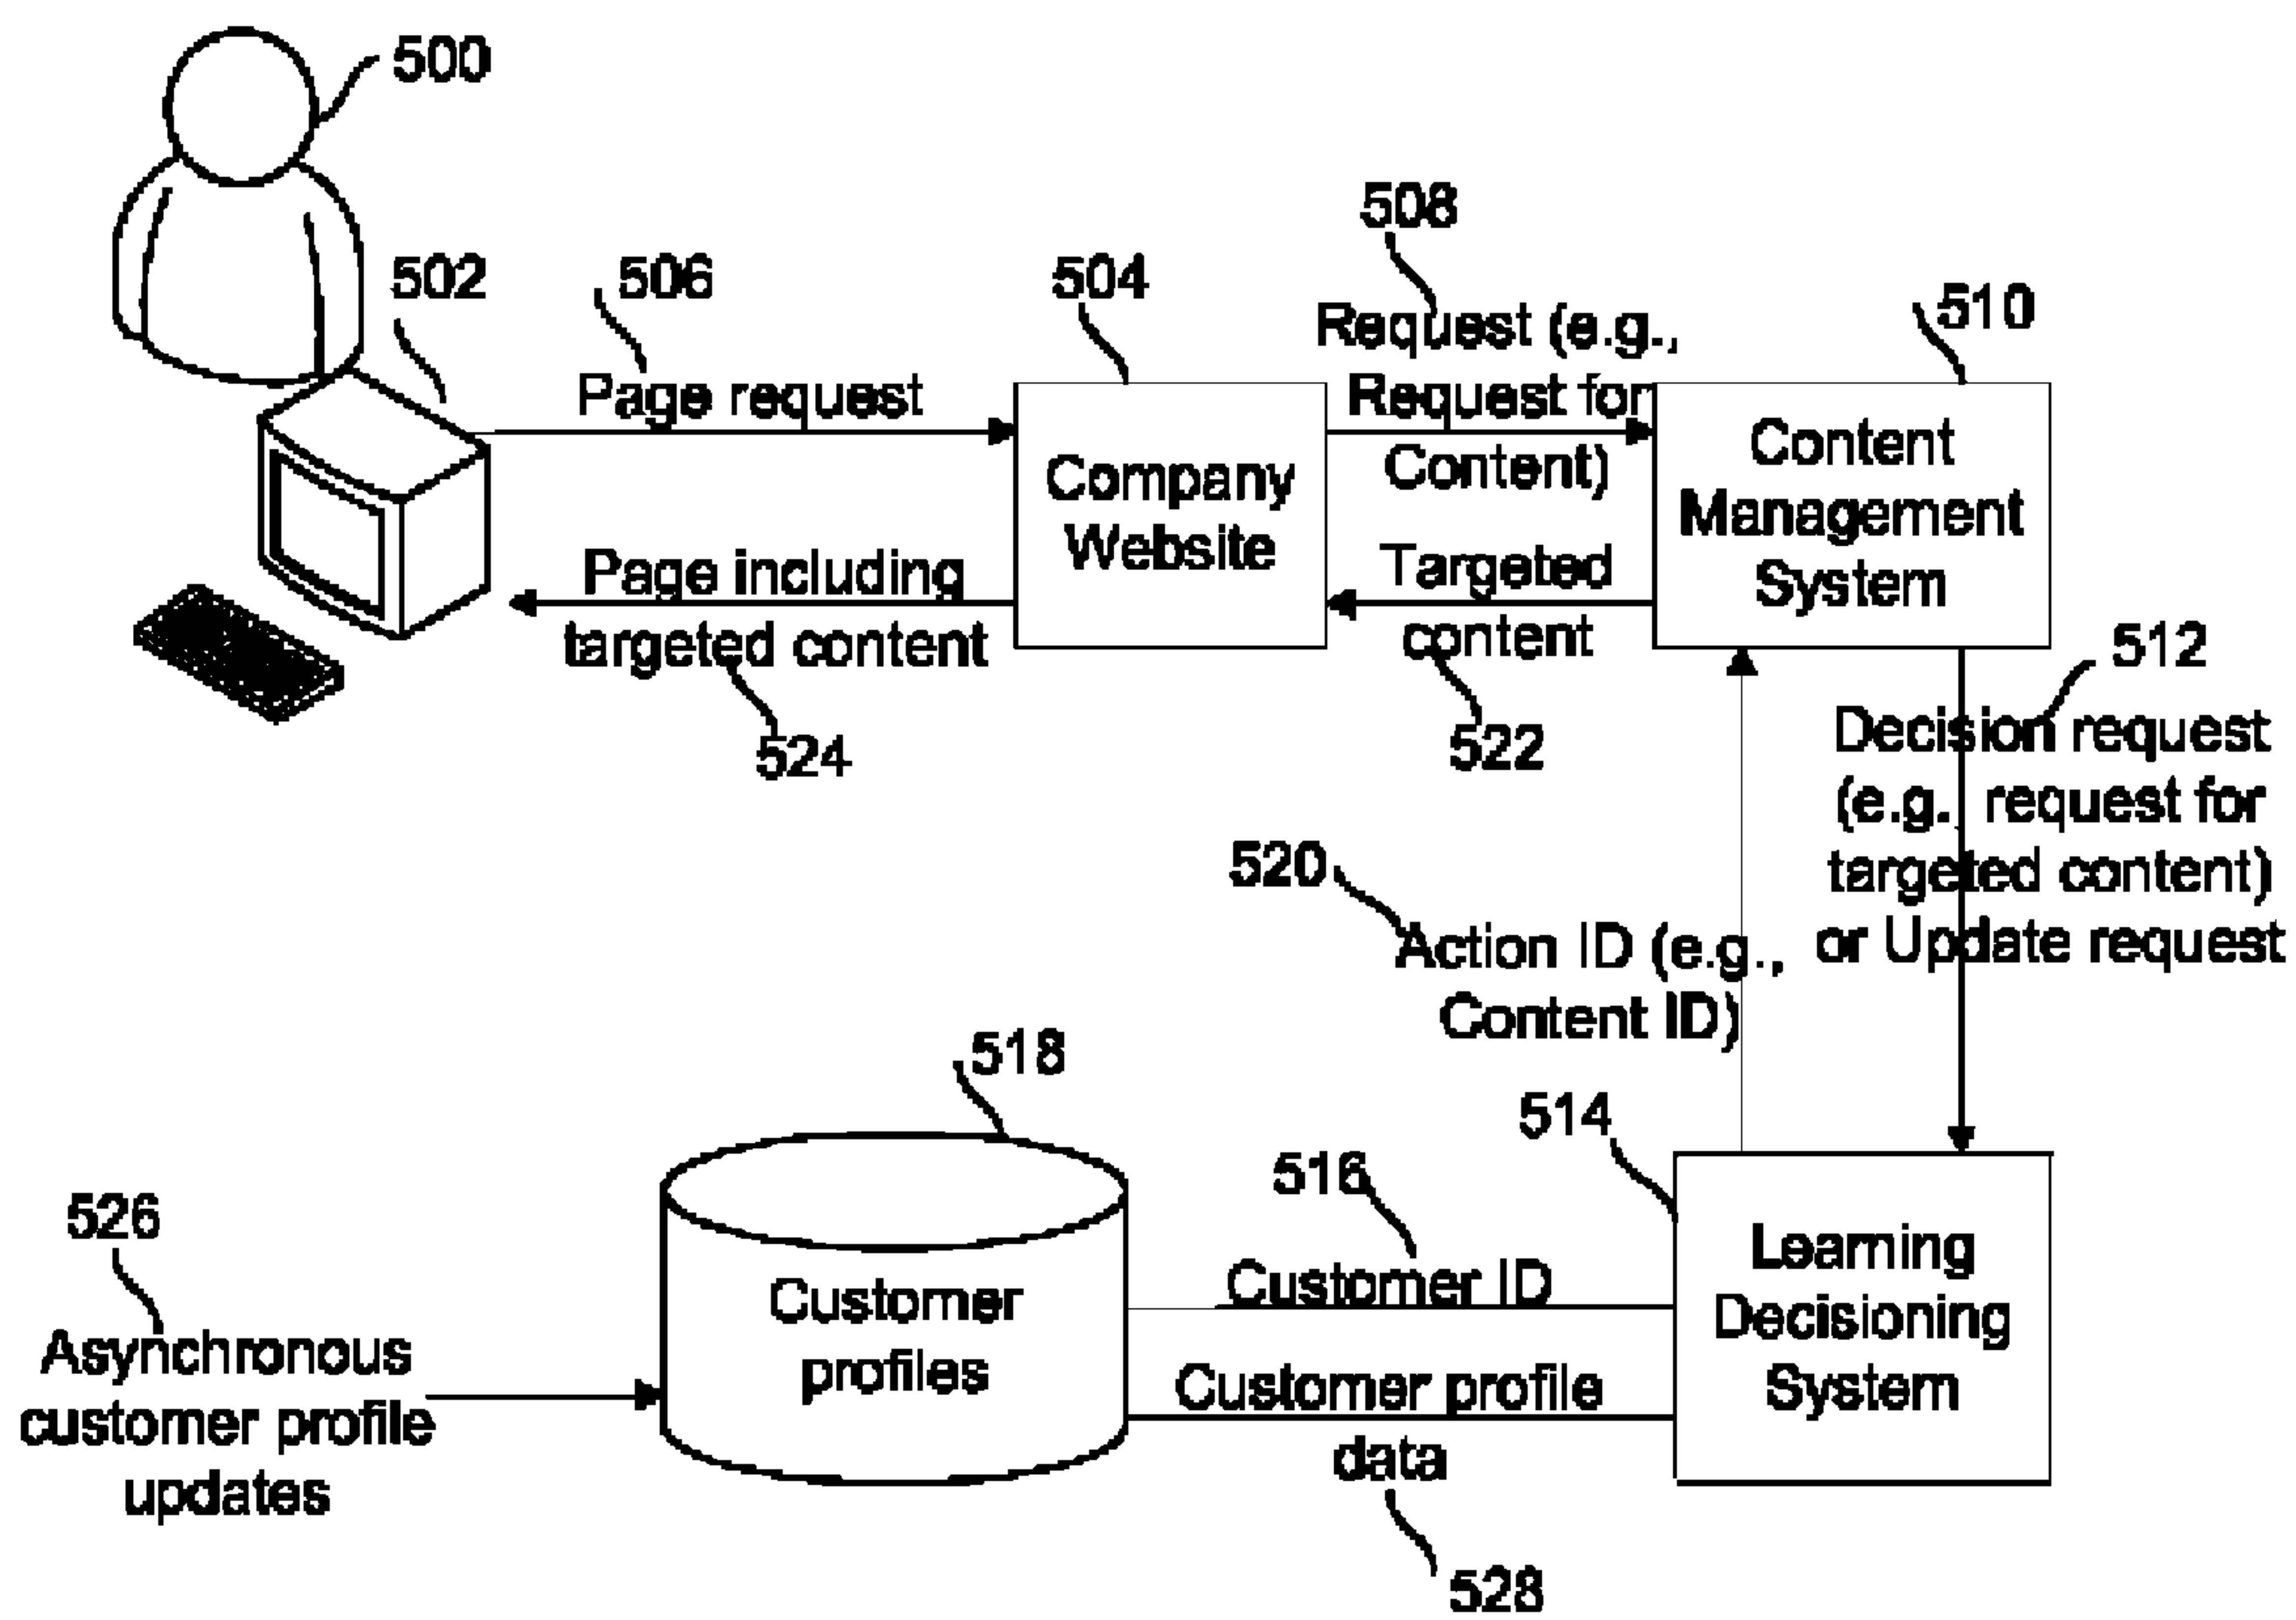 500
502
506
504
508
510
Page request
Request (e.g.,
Request for
Content)
Company
Website
Content
Management
System
Page including
targeted content
524
Targeted
content
522
512
Decision request
(e.g., request for
targeted content)
or Update request
520
Action ID (e.g.,
Content ID)
518
514
516
526
Asynchronous
customer profile
updates
Customer
profiles
Customer ID
Customer profile
data
528
Learning
Decisioning
System